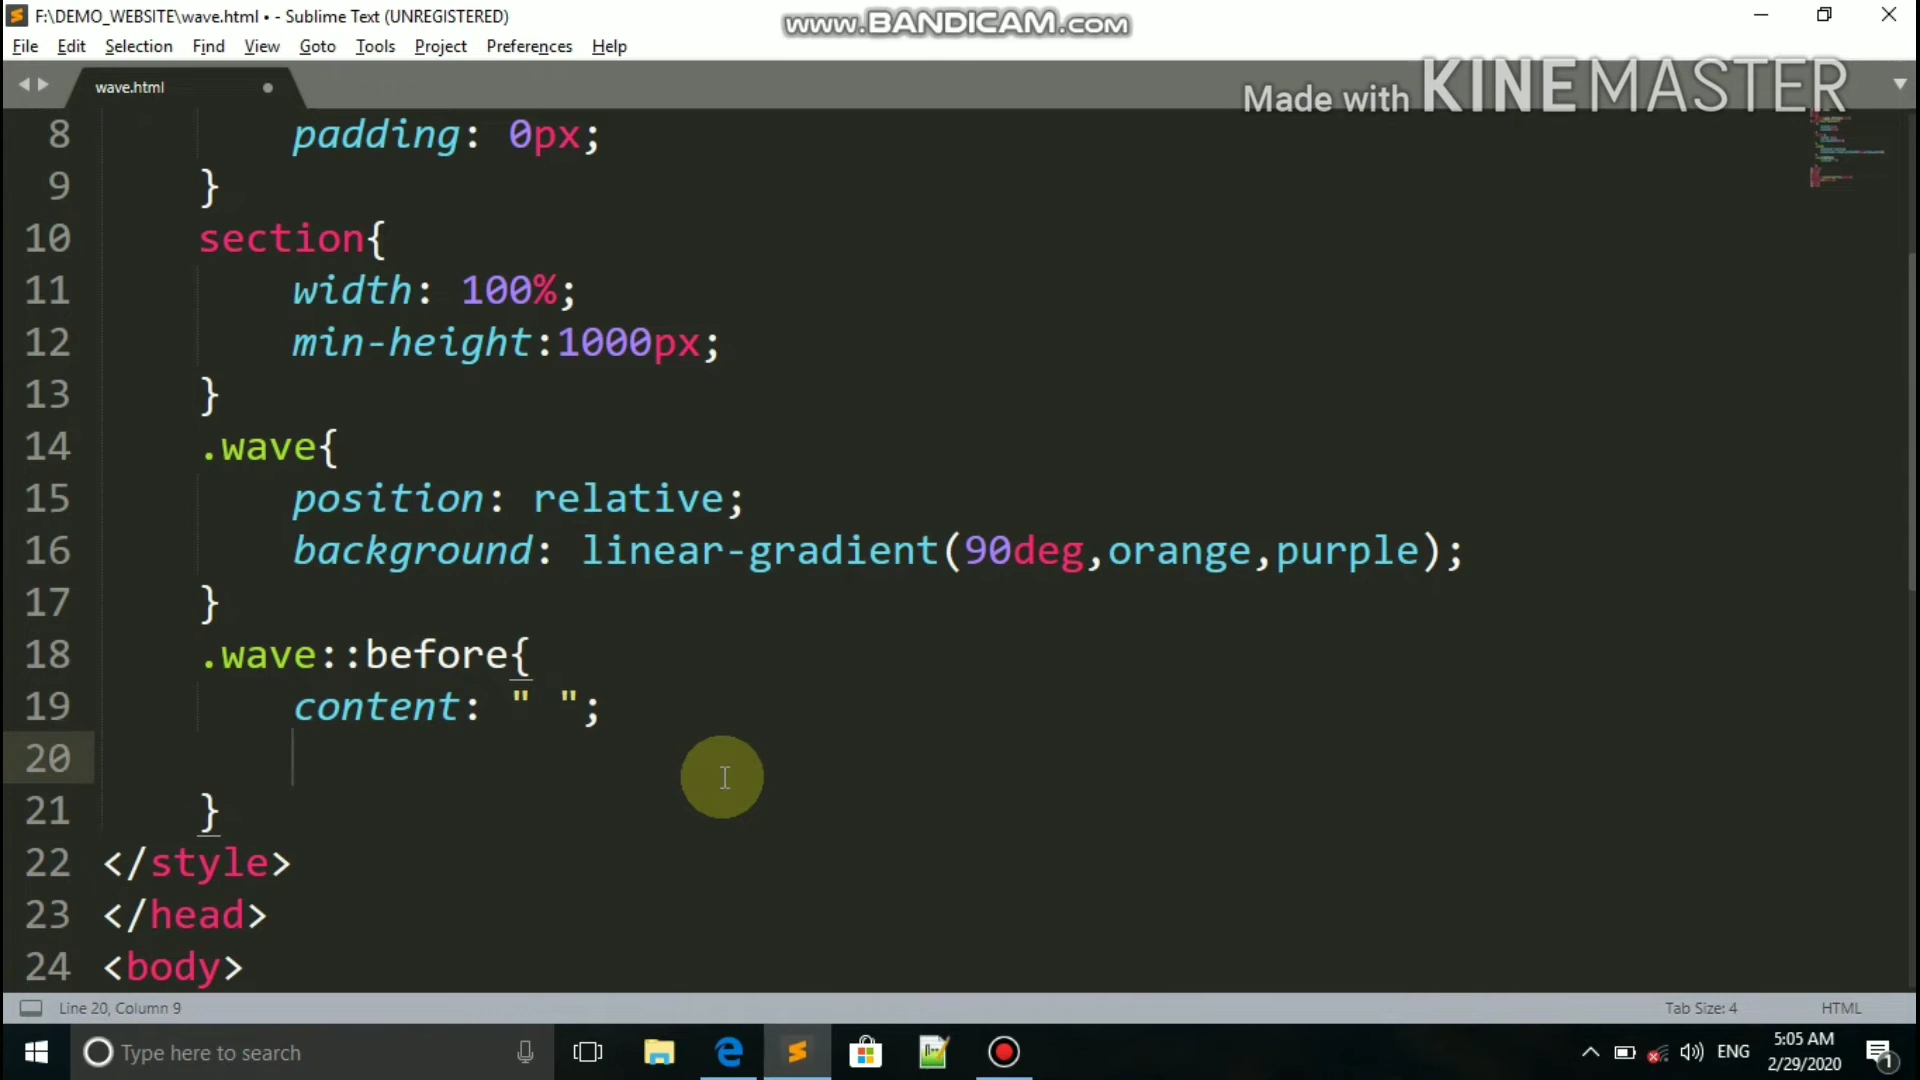 F:\DEMO_WEBSITE\wave.html • - Sublime Text (UNREGISTERED)
www.BANDICAM.com
File Edit Selection Find View Goto Tools Project Preferences Help
wave.html
Made with KINEMASTER
8 padding: 0px;
9 }
10 section{
11 width: 100%;
12 min-height:1000px;
13 }
14 .wave{
15 position: relative;
16 background: linear-gradient(90deg,orange,purple);
17 }
18 .wave::before{
19 content: " ";
20
21 }
22 </style>
23 </head>
24 <body>
Line 20, Column 9
Tab Size: 4
HTML
Type here to search
ENG
5:05 AM
2/29/2020
1